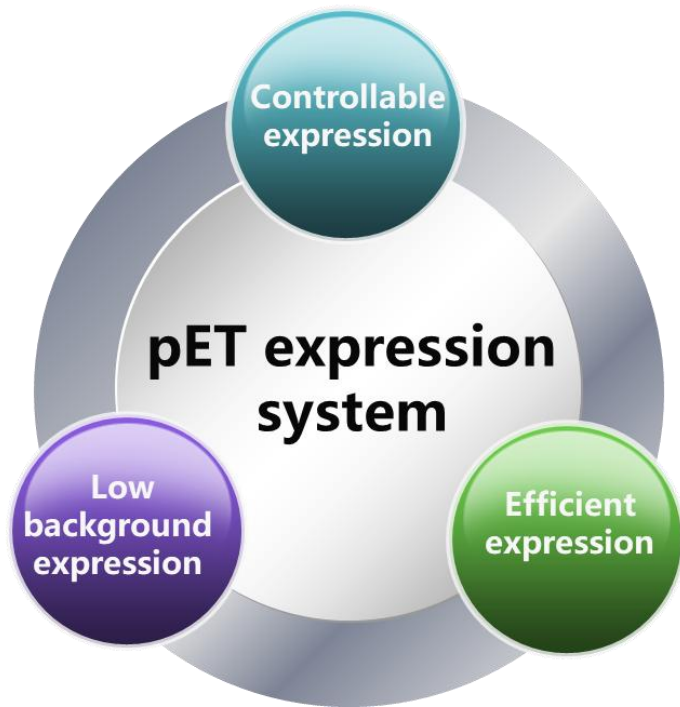 Controllable
expression
pET expression
system
Low
background
expression
Efficient
expression